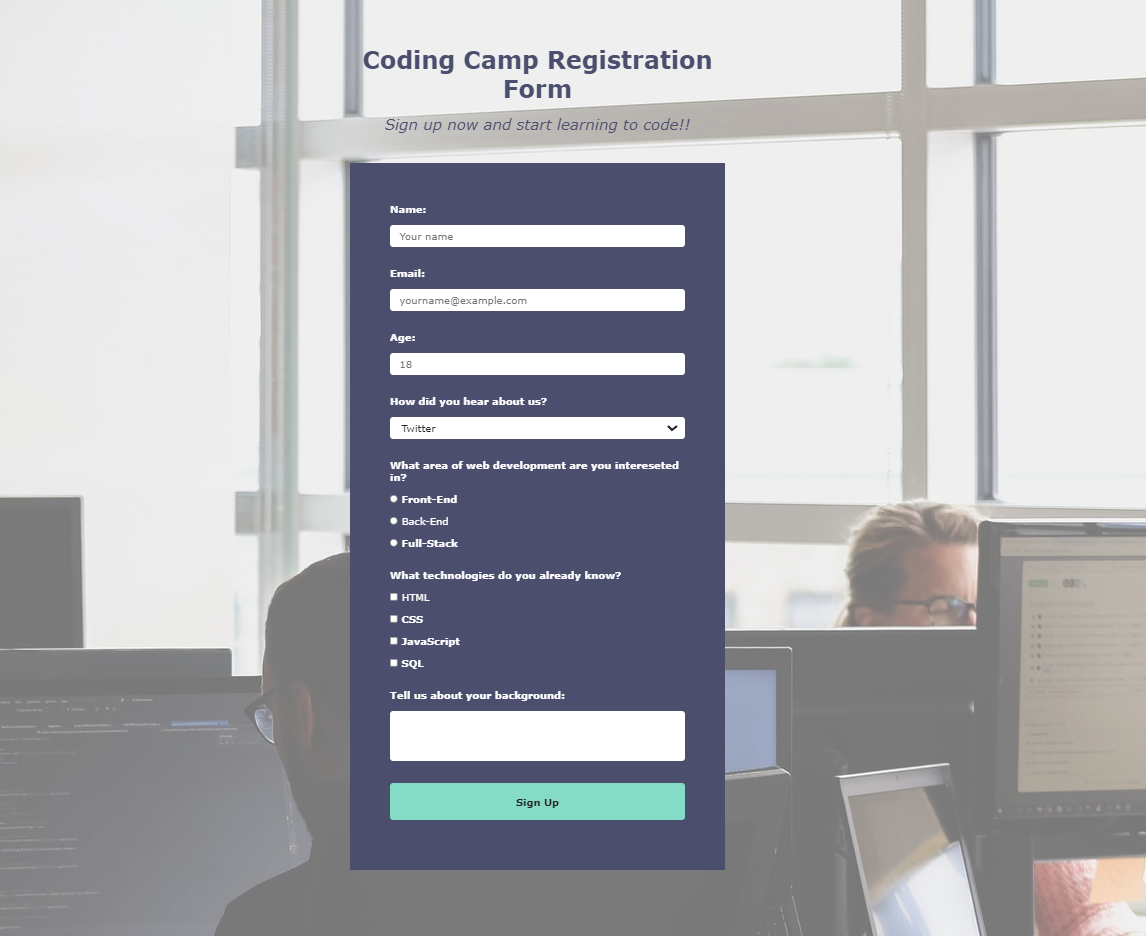 Coding Camp Registration
Form
Sign up now and start learning to code!!
Name:
Your name
Email:
yourname@example.com
Age:
18
How did you hear about us?
Twitter
What area of web development are you intereseted
in?
Front-End
Back-End
Full-Stack
What technologies do you already know?
HTML
CSS
JavaScript
SQL
Tell us about your background:
Sign Up